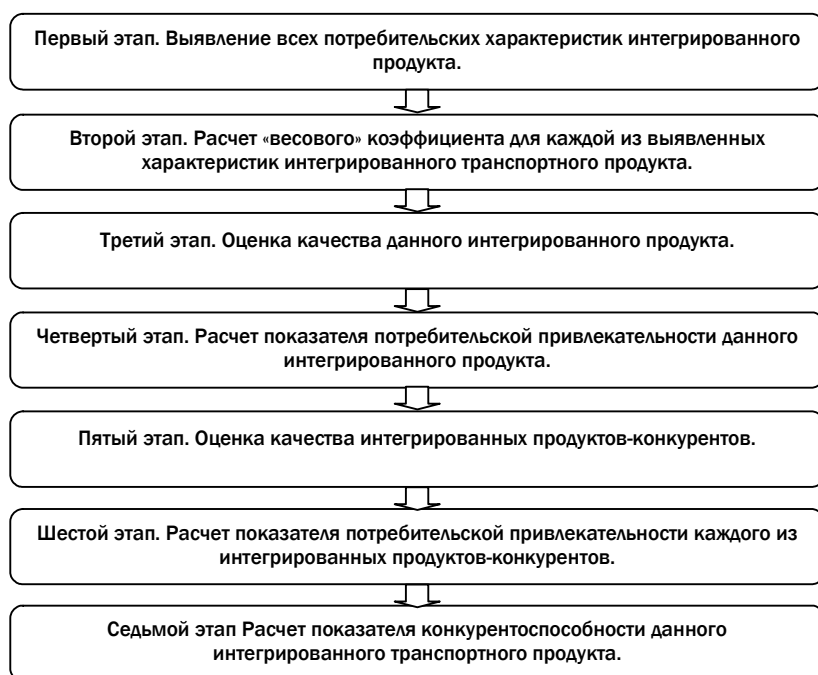 Первый этап. Выявление всех потребительских характеристик интегрированного
продукта.
Второй этап. Расчет «весового» коэффициента для каждой из выявленных
характеристик интегрированного транспортного продукта.
Третий этап. Оценка качества данного интегрированного продукта.
Четвертый этап. Расчет показателя потребительской привлекательности данного
интегрированного продукта.
Пятый этап. Оценка качества интегрированных продуктов-конкурентов.
Шестой этап. Расчет показателя потребительской привлекательности каждого из
интегрированных продуктов-конкурентов.
Седьмой этап Расчет показателя конкурентоспособности данного
интегрированного транспортного продукта.